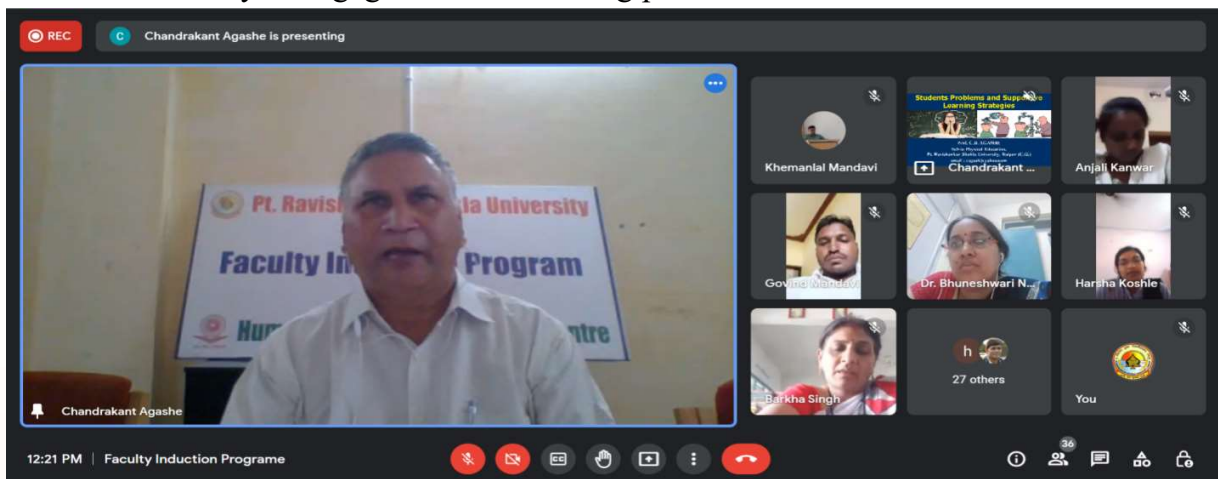 REC
C
Chandrakant Agashe is presenting
Pt. Ravis la University
Faculty In Program
Hum ntre
Chandrakant Agashe
Khemanlal Mandavi
Students Problems and
Learning Strategies
Chandrakant ...
Anjali Kanwar
Govind Mandavi
Dr. Bhuneshwari N...
Harsha Koshle
Barkha Singh
h
27 others
You
12:21 PM | Faculty Induction Programe
CC
36